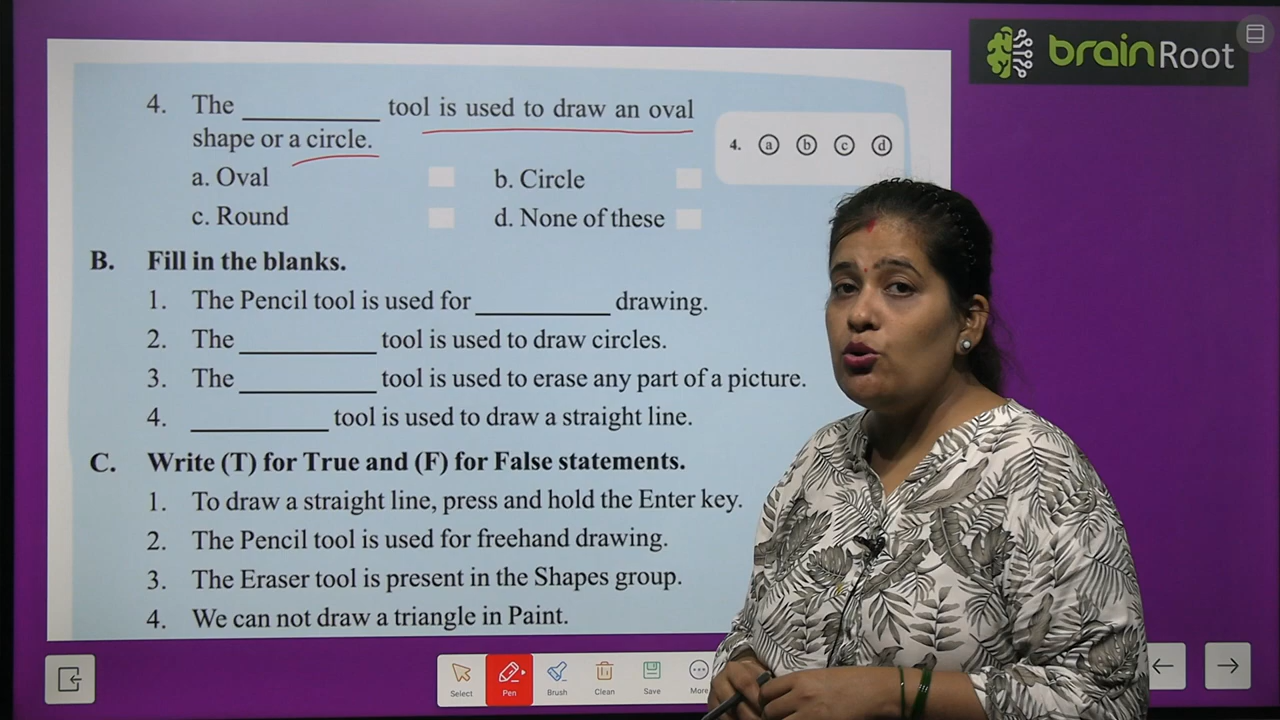 brainRoot
4. The __________ tool is used to draw an oval
shape or a circle.
4. a b c d
a. Oval b. Circle
c. Round d. None of these
B. Fill in the blanks.
1. The Pencil tool is used for __________ drawing.
2. The __________ tool is used to draw circles.
3. The __________ tool is used to erase any part of a picture.
4. __________ tool is used to draw a straight line.
C. Write (T) for True and (F) for False statements.
1. To draw a straight line, press and hold the Enter key.
2. The Pencil tool is used for freehand drawing.
3. The Eraser tool is present in the Shapes group.
4. We can not draw a triangle in Paint.
Select Pen Brush Clean Save More